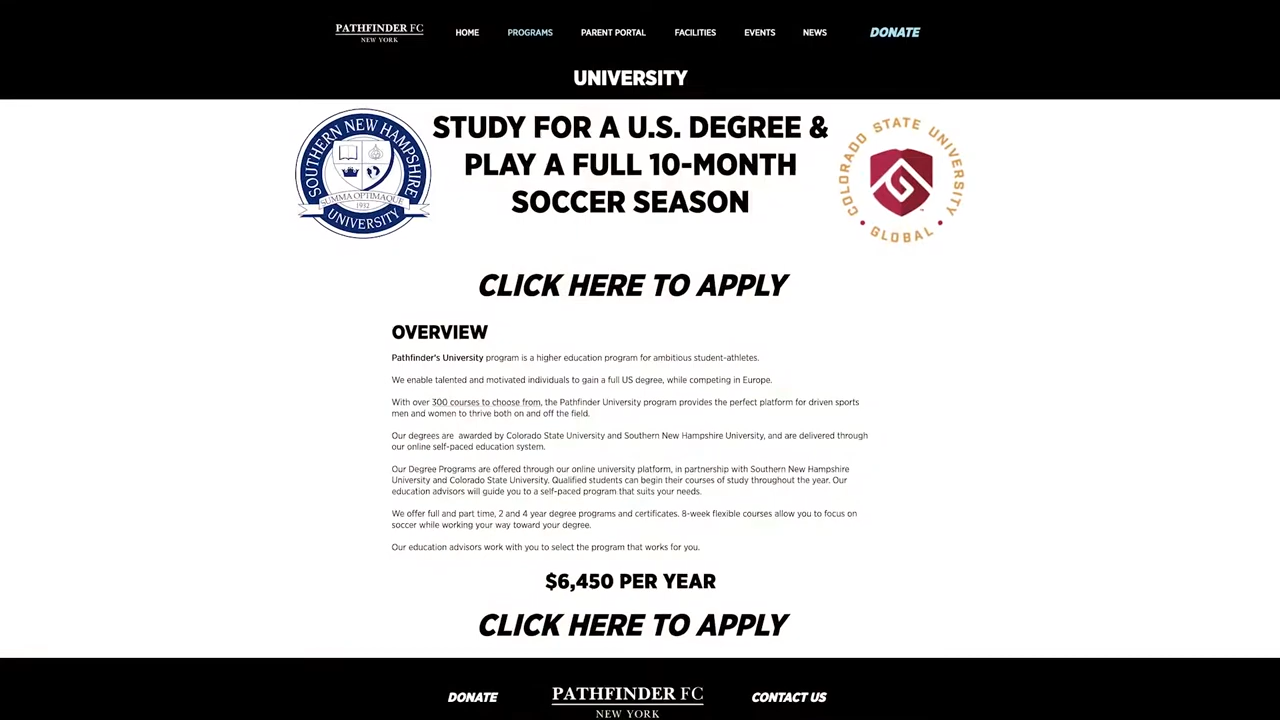 PATHFINDER FC
NEW YORK
HOME
PROGRAMS
PARENT PORTAL
FACILITIES
EVENTS
NEWS
DONATE
UNIVERSITY
SOUTHERN NEW HAMPSHIRE
SUMMA OPTIMAQUE
1932
UNIVERSITY
STUDY FOR A U.S. DEGREE &
PLAY A FULL 10-MONTH
SOCCER SEASON
COLORADO STATE UNIVERSITY
GLOBAL
CLICK HERE TO APPLY
OVERVIEW
Pathfinder's University program is a higher education program for ambitious student-athletes.
We enable talented and motivated individuals to gain a full US degree, while competing in Europe.
With over 300 courses to choose from, the Pathfinder University program provides the perfect platform for driven sports
men and women to thrive both on and off the field.
Our degrees are  awarded by Colorado State University and Southern New Hampshire University, and are delivered through
our online self-paced education system.
Our Degree Programs are offered through our online university platform, in partnership with Southern New Hampshire
University and Colorado State University. Qualified students can begin their courses of study throughout the year. Our
education advisors will guide you to a self-paced program that suits your needs.
We offer full and part time, 2 and 4 year degree programs and certificates. 8-week flexible courses allow you to focus on
soccer while working your way toward your degree.
Our education advisors work with you to select the program that works for you.
$6,450 PER YEAR
CLICK HERE TO APPLY
DONATE
PATHFINDER FC
NEW YORK
CONTACT US